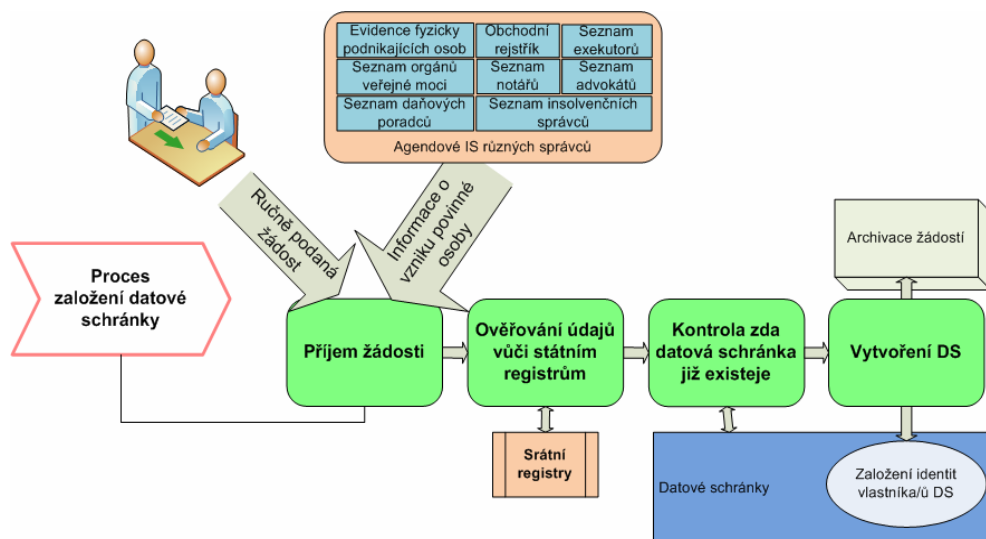 Evidence fyzicky
podnikajících osob
Obchodní
rejstřík
Seznam
exekutorů
Seznam orgánů
veřejné moci
Seznam
notářů
Seznam
advokátů
Seznam daňových
poradců
Seznam insolvenčních
správců
Agendové IS různých správců
Ručně podaná
žádost
Informace o
vzniku povinné
osoby
Archivace žádostí
Proces
založení datové
schránky
Příjem žádosti
Ověřování údajů
vůči státním
registrům
Kontrola zda
datová schránka
již existeje
Vytvoření DS
Srátní
registry
Datové schránky
Založení identit
vlastníka/ů DS